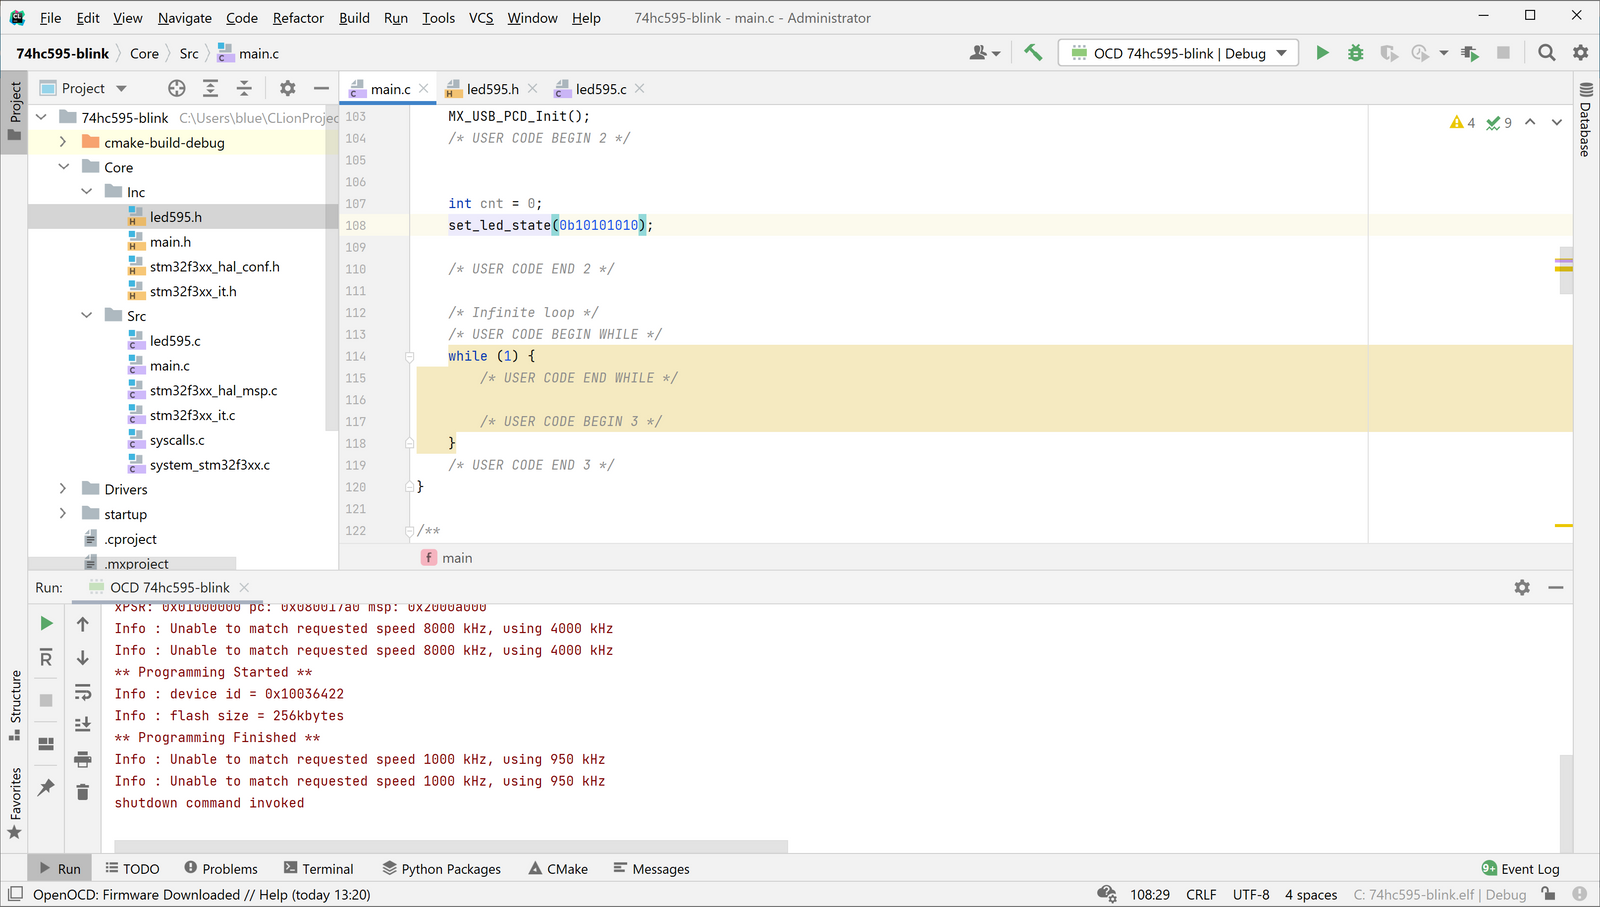 File Edit View Navigate Code Refactor Build Run Tools VCS Window Help 74hc595-blink - main.c - Administrator
74hc595-blink Core Src main.c OCD 74hc595-blink | Debug
Project main.c led595.h led595.c
Project
Database
Structure
Favorites
74hc595-blink C:\Users\blue\CLionProjec
cmake-build-debug
Core
Inc
led595.h
main.h
stm32f3xx_hal_conf.h
stm32f3xx_it.h
Src
led595.c
main.c
stm32f3xx_hal_msp.c
stm32f3xx_it.c
syscalls.c
system_stm32f3xx.c
Drivers
startup
.cproject
.mxproject
4 9
103 MX_USB_PCD_Init();
104 /* USER CODE BEGIN 2 */
105
106
107 int cnt = 0;
108 set_led_state(0b10101010);
109
110 /* USER CODE END 2 */
111
112 /* Infinite loop */
113 /* USER CODE BEGIN WHILE */
114 while (1) {
115 /* USER CODE END WHILE */
116
117 /* USER CODE BEGIN 3 */
118 }
119 /* USER CODE END 3 */
120 }
121
122 /**
f main
Run: OCD 74hc595-blink
xPSR: 0x01000000 pc: 0x080017a0 msp: 0x2000a000
Info : Unable to match requested speed 8000 kHz, using 4000 kHz
Info : Unable to match requested speed 8000 kHz, using 4000 kHz
** Programming Started **
Info : device id = 0x10036422
Info : flash size = 256kbytes
** Programming Finished **
Info : Unable to match requested speed 1000 kHz, using 950 kHz
Info : Unable to match requested speed 1000 kHz, using 950 kHz
shutdown command invoked
Run TODO Problems Terminal Python Packages CMake Messages 9+ Event Log
OpenOCD: Firmware Downloaded // Help (today 13:20) 108:29 CRLF UTF-8 4 spaces C: 74hc595-blink.elf | Debug